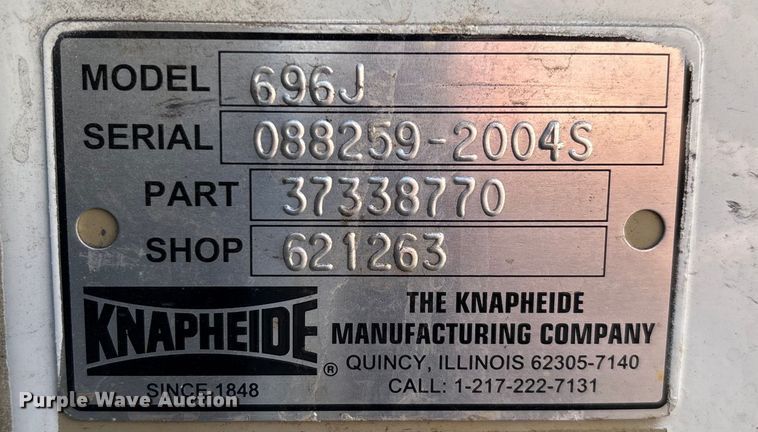 MODEL 696J
SERIAL 088259-2004S
PART 37338770
SHOP 621263
KNAPHEIDE ®
SINCE 1848
THE KNAPHEIDE
MANUFACTURING COMPANY
QUINCY, ILLINOIS 62305-7140
CALL: 1-217-222-7131
Purple Wave Auction